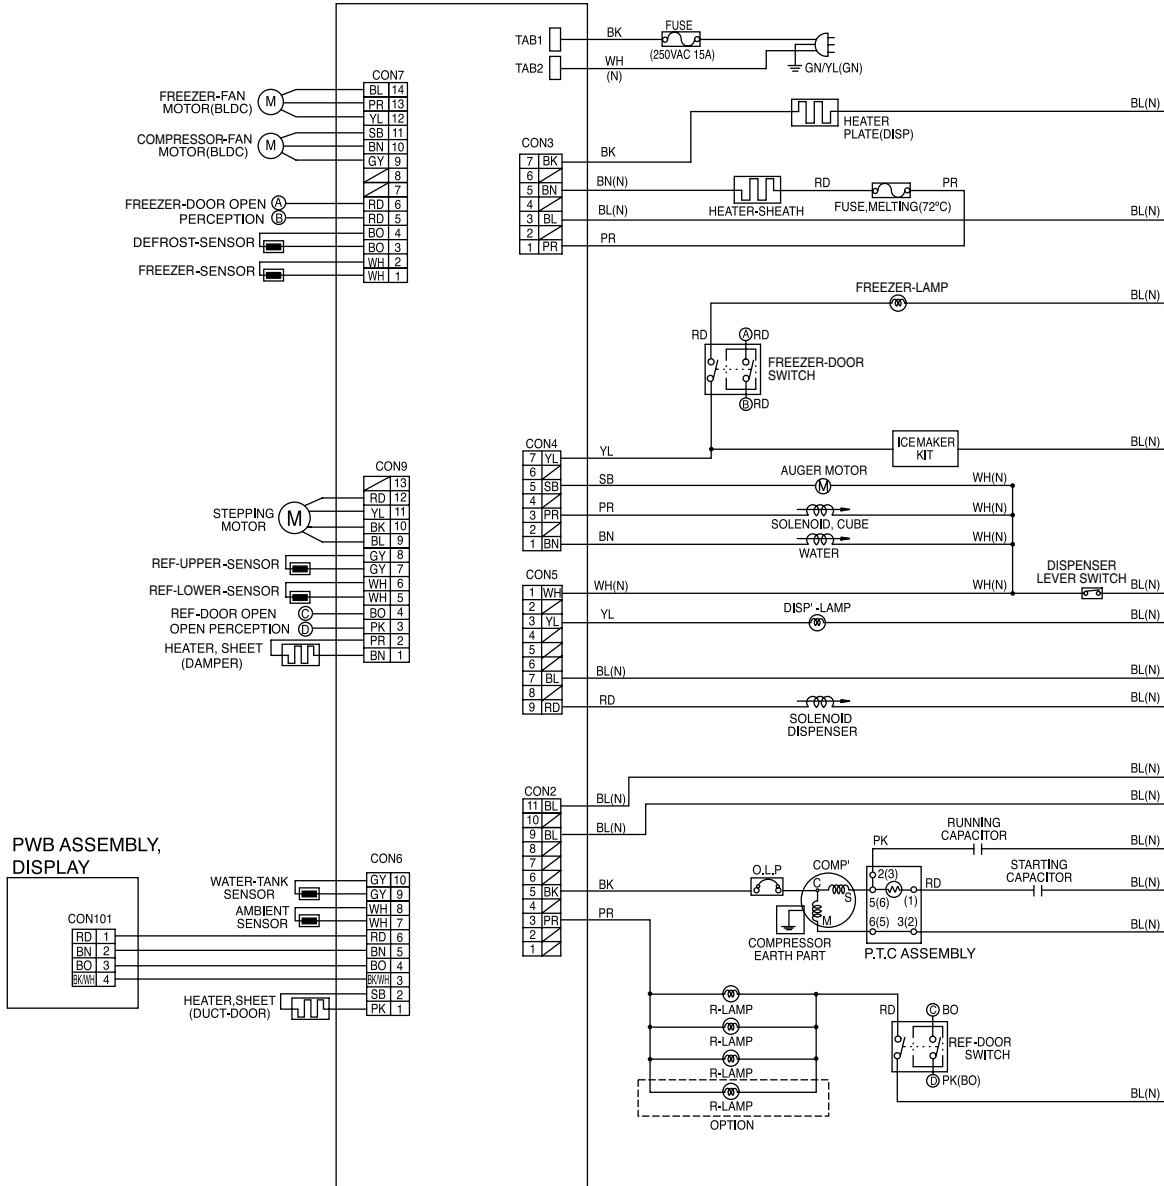 TAB1
BK
FUSE
(250VAC 15A)
TAB2
WH
(N)
GN/YL(GN)
CON7
BL 14
PR 13
YL 12
SB 11
BN 10
GY 9
8
7
RD 6
RD 5
BO 4
BO 3
WH 2
WH 1
FREEZER-FAN
MOTOR(BLDC)
M
COMPRESSOR-FAN
MOTOR(BLDC)
M
FREEZER-DOOR OPEN A
PERCEPTION B
DEFROST-SENSOR
FREEZER-SENSOR
CON3
7 BK
6
5 BN
4
3 BL
2
1 PR
BK
HEATER
PLATE(DISP)
BL(N)
BN(N)
HEATER-SHEATH
RD
FUSE,MELTING(72ºC)
PR
BL(N)
BL(N)
PR
FREEZER-LAMP
BL(N)
RD
A RD
FREEZER-DOOR
SWITCH
B RD
CON4
7 YL
6
5 SB
4
3 PR
2
1 BN
YL
ICEMAKER
KIT
BL(N)
SB
AUGER MOTOR
M
WH(N)
PR
SOLENOID, CUBE
WH(N)
BN
WATER
WH(N)
CON9
13
RD 12
YL 11
BK 10
BL 9
GY 8
GY 7
WH 6
WH 5
BO 4
PK 3
PR 2
BN 1
STEPPING
MOTOR
M
REF-UPPER-SENSOR
REF-LOWER-SENSOR
REF-DOOR OPEN C
OPEN PERCEPTION D
HEATER, SHEET
(DAMPER)
CON5
1 WH
2
3 YL
4
5
6
7 BL
8
9 RD
WH(N)
WH(N)
DISPENSER
LEVER SWITCH
BL(N)
YL
DISP'-LAMP
BL(N)
BL(N)
BL(N)
RD
SOLENOID
DISPENSER
BL(N)
CON2
11 BL
10
9 BL
8
7
6
5 BK
4
3 PR
2
1
BL(N)
BL(N)
BL(N)
BL(N)
BK
O.L.P
COMP'
C
S
M
COMPRESSOR
EARTH PART
PK
RUNNING
CAPACITOR
BL(N)
2(3)
5(6)
(1)
6(5)
3(2)
P.T.C ASSEMBLY
RD
STARTING
CAPACITOR
BL(N)
BL(N)
PR
R-LAMP
R-LAMP
R-LAMP
R-LAMP
OPTION
RD
C BO
REF-DOOR
SWITCH
D PK(BO)
BL(N)
PWB ASSEMBLY,
DISPLAY
CON101
RD 1
BN 2
BO 3
BK/WH 4
CON6
GY 10
GY 9
WH 8
WH 7
RD 6
BN 5
BO 4
BK/WH 3
SB 2
PK 1
WATER-TANK
SENSOR
AMBIENT
SENSOR
HEATER,SHEET
(DUCT-DOOR)